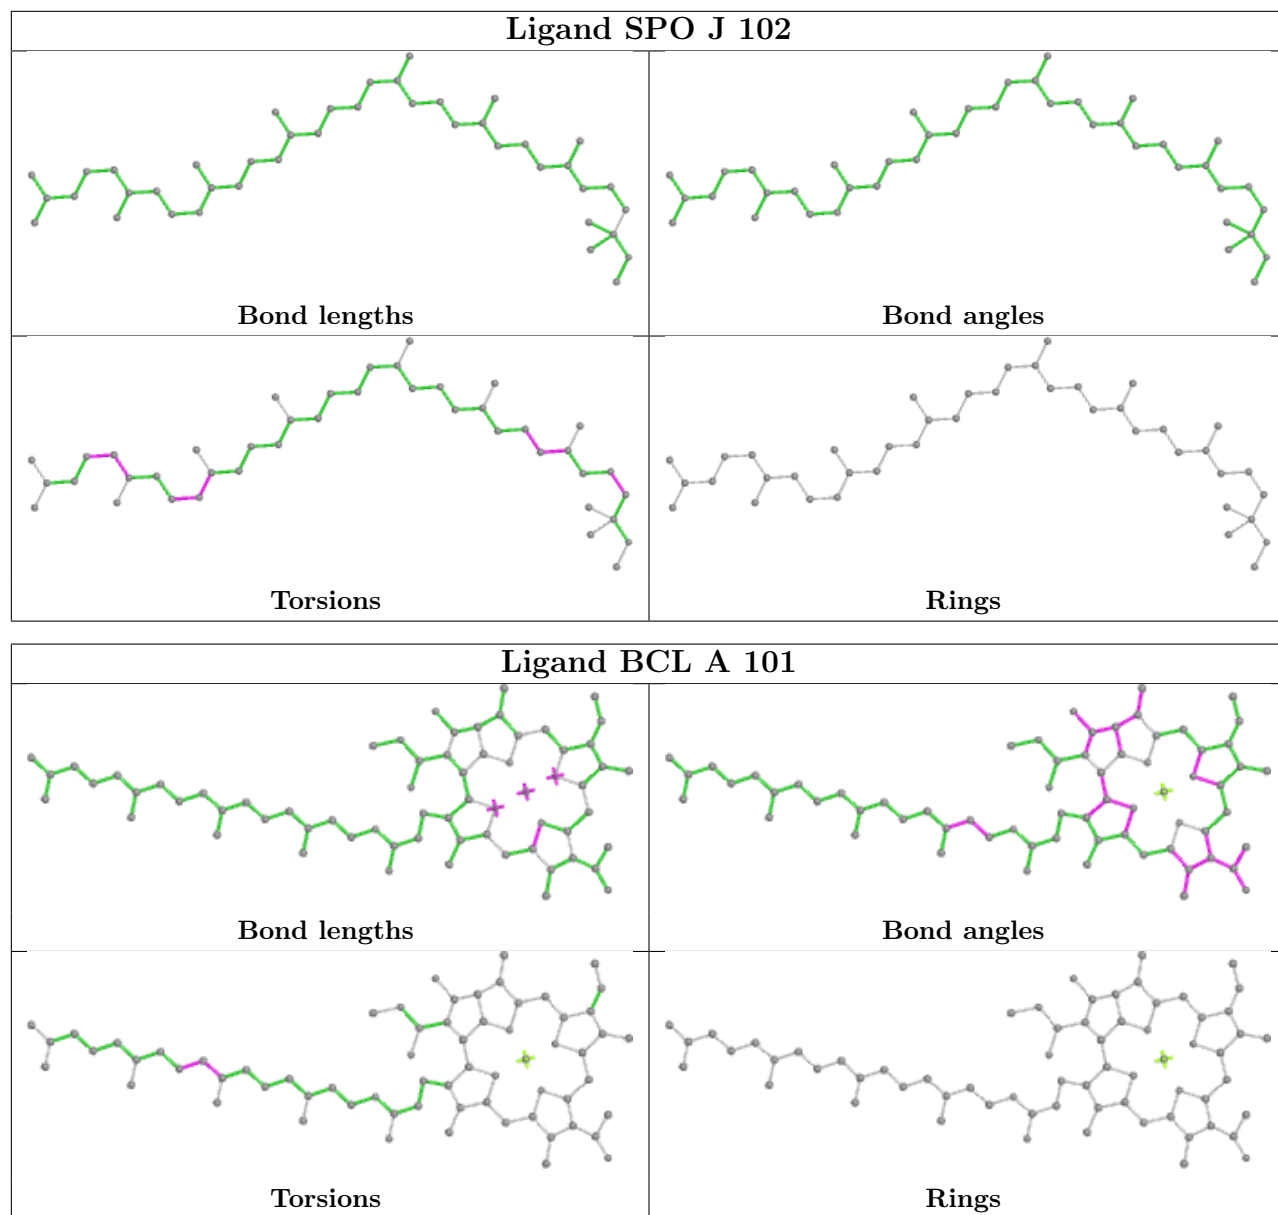 Ligand SPO J 102
Bond lengths
Bond angles
Torsions
Rings
Ligand BCL A 101
Bond lengths
Bond angles
Torsions
Rings